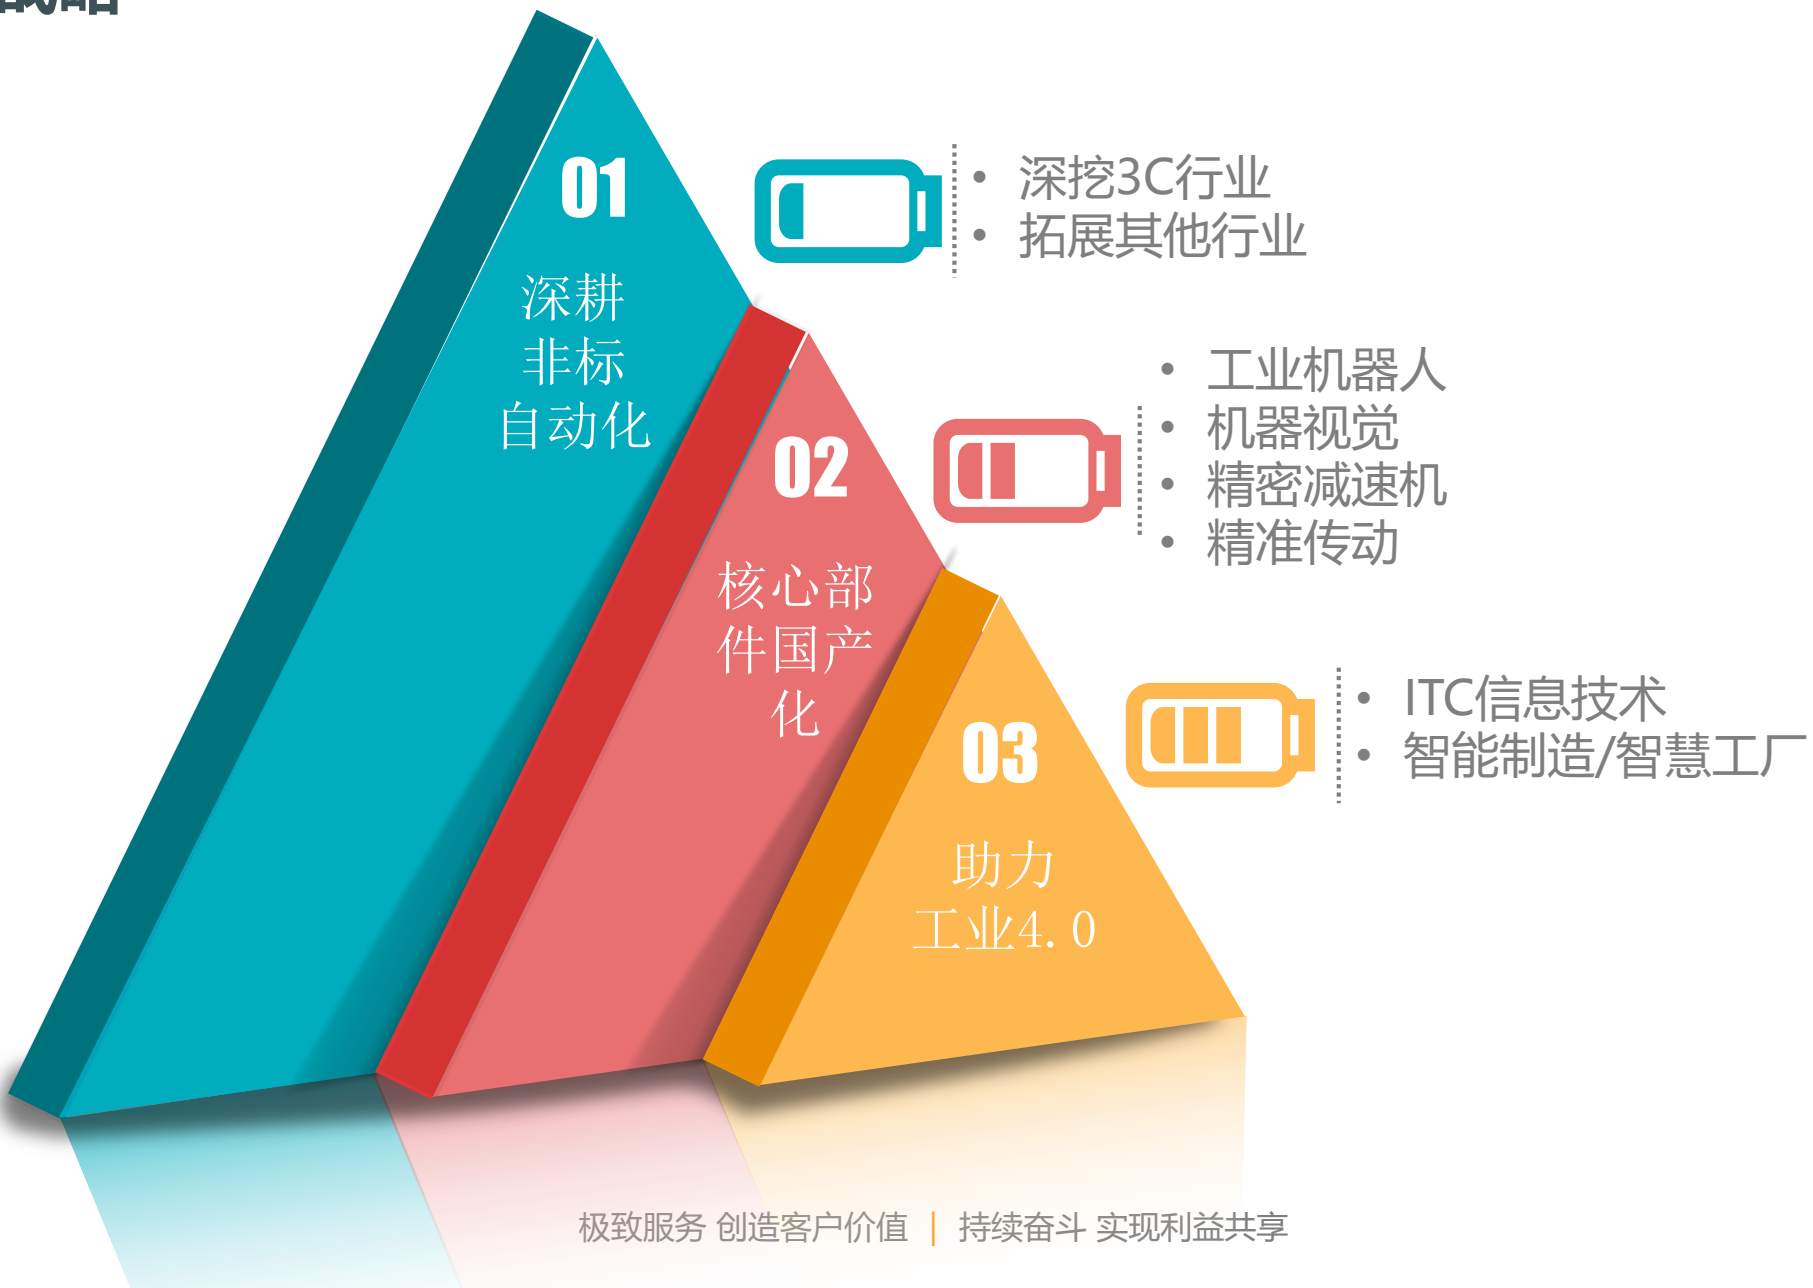 战略
01
深耕
非标
自动化
• 深挖3C行业
• 拓展其他行业
02
核心部
件国产
化
• 工业机器人
• 机器视觉
• 精密减速机
• 精准传动
03
助力
工业4.0
• ITC信息技术
• 智能制造/智慧工厂
极致服务 创造客户价值 | 持续奋斗 实现利益共享